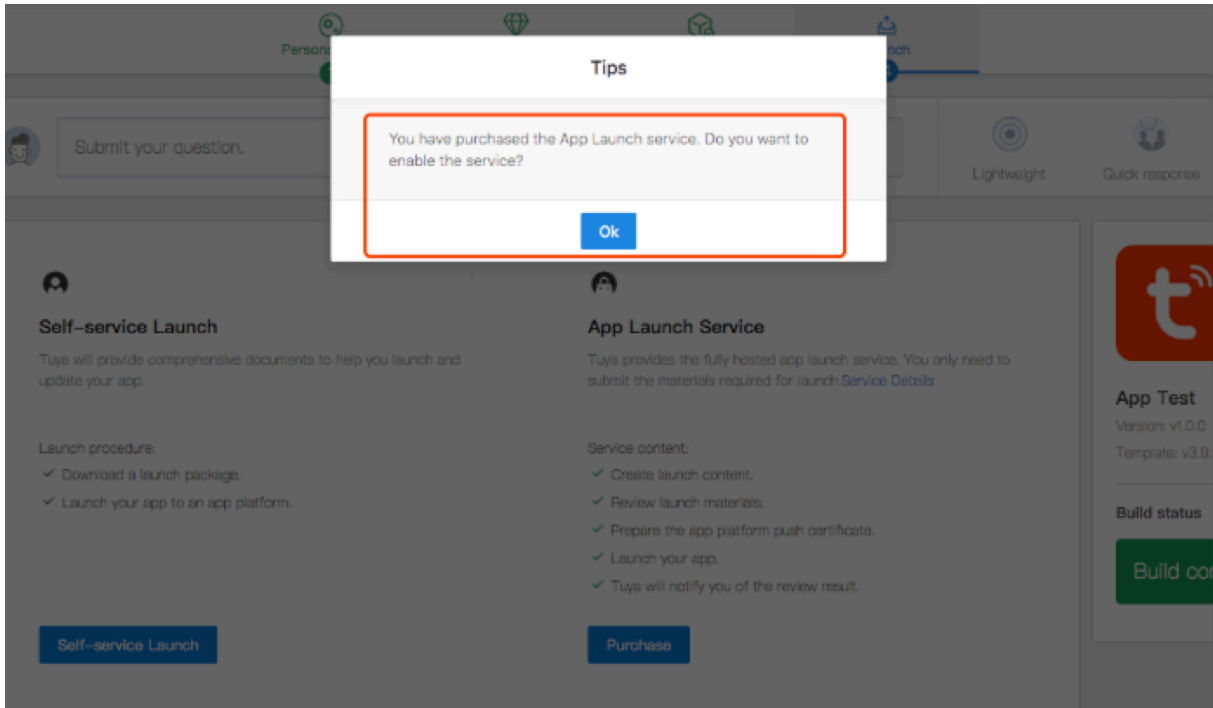 Person
nch
Tips
You have purchased the App Launch service. Do you want to
enable the service?
Ok
Submit your question.
Lightweight
Quick response
Self-service Launch
Tuya will provide comprehensive documents to help you launch and
update your app.
Launch procedure:
Download a launch package.
Launch your app to an app platform.
Self-service Launch
App Launch Service
Tuya provides the fully hosted app launch service. You only need to
submit the materials required for launch.Service Details
Service content:
Create launch content.
Review launch materials.
Prepare the app platform push certificate.
Launch your app.
Tuya will notify you of the review result.
Purchase
App Test
Version: v1.0.0
Template: v3.9.
Build status
Build co